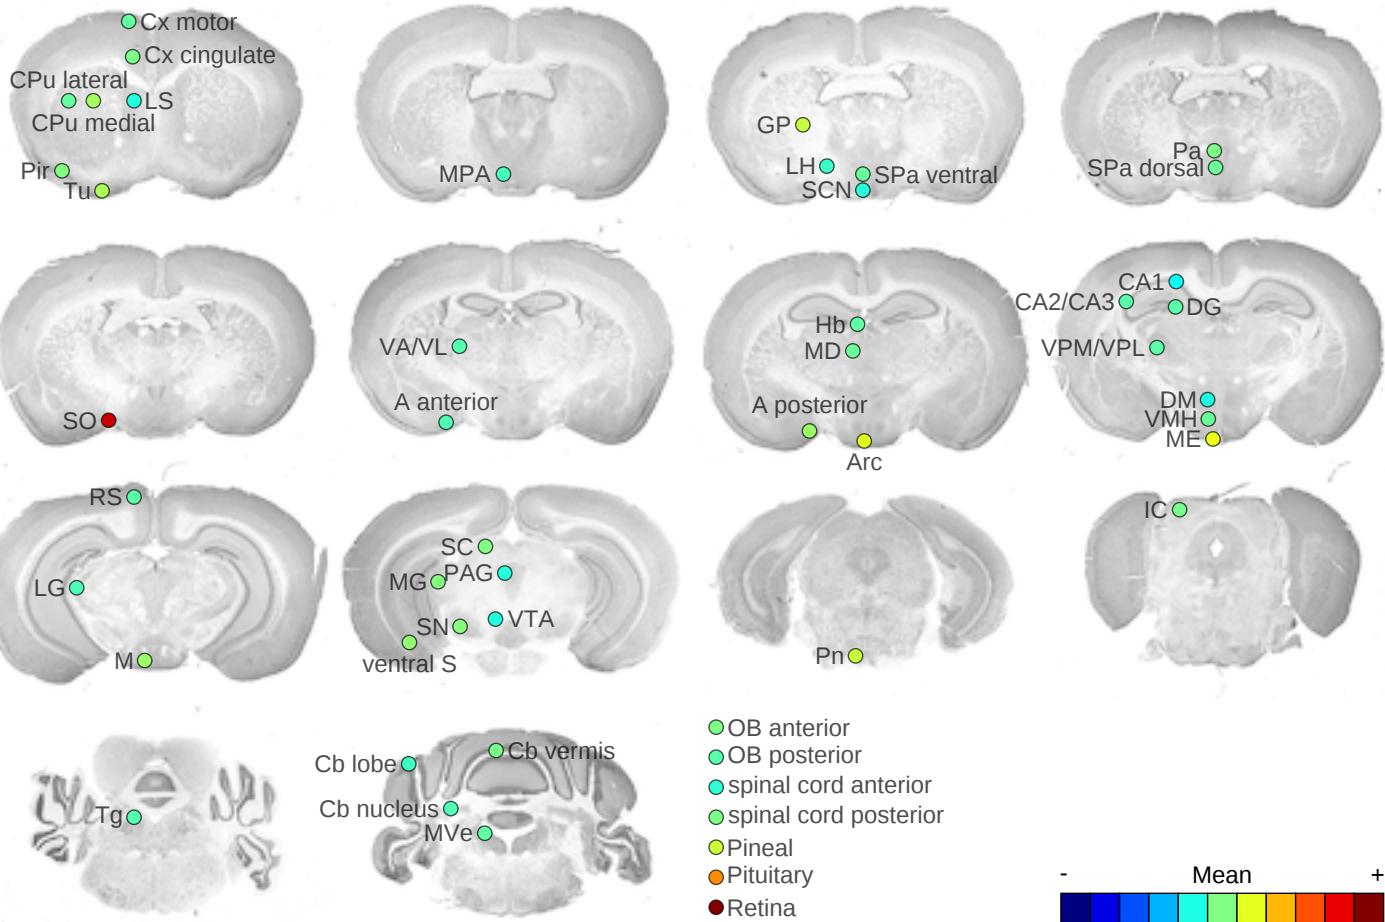 Cx motor
Cx cingulate
CPu lateral
LS
CPu medial
Pir
Tu
MPA
GP
LH
SPa ventral
SCN
Pa
SPa dorsal
SO
VA/VL
A anterior
Hb
MD
A posterior
Arc
CA1
CA2/CA3
DG
VPM/VPL
DM
VMH
ME
RS
LG
M
SC
MG
PAG
SN
VTA
ventral S
Pn
IC
Tg
Cb lobe
Cb vermis
Cb nucleus
MVe
OB anterior
OB posterior
spinal cord anterior
spinal cord posterior
Pineal
Pituitary
Retina
- Mean +